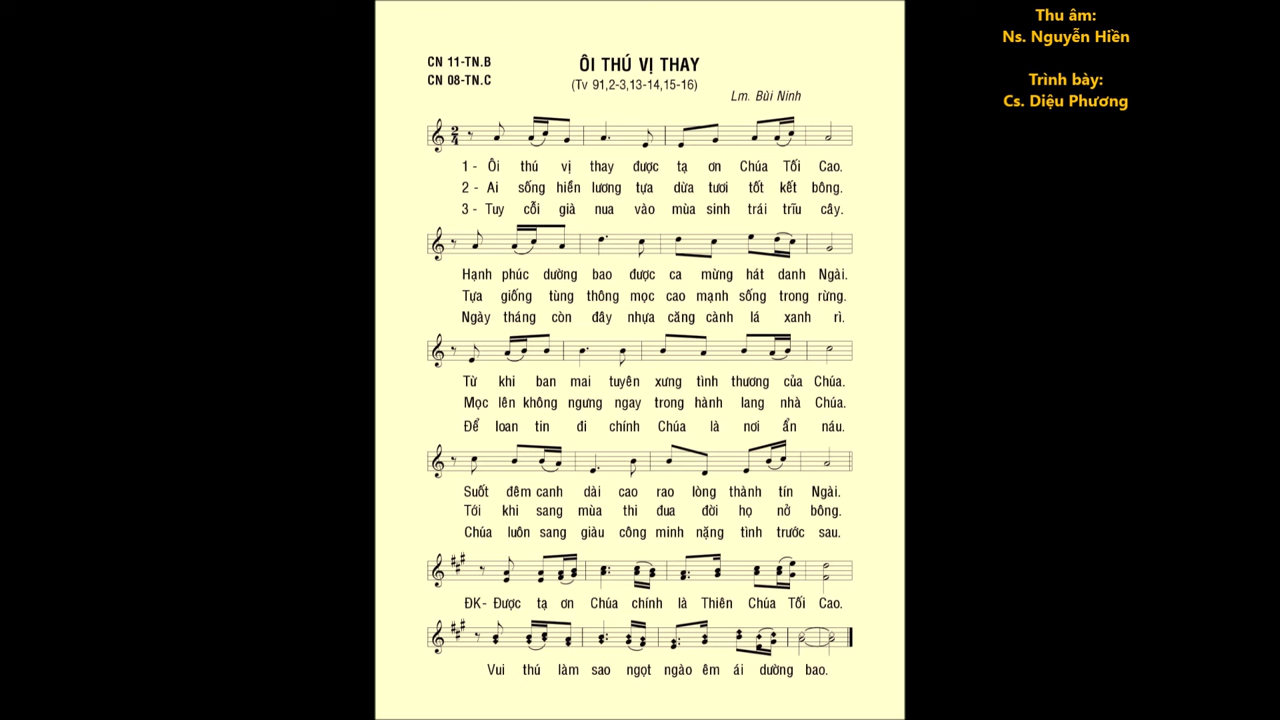 Thu âm:
Ns. Nguyễn Hiền
Trình bày:
Cs. Diệu Phương
CN 11-TN.B
CN 08-TN.C
ÔI THÚ VỊ THAY
(Tv 91,2-3,13-14,15-16)
Lm. Bùi Ninh
2
4
1 - Ôi thú vị thay được tạ ơn Chúa Tối Cao.
2 - Ai sống hiền lương tựa dừa tươi tốt kết bông.
3 - Tuy cỗi già nua vào mùa sinh trái trĩu cây.
Hạnh phúc dường bao được ca mừng hát danh Ngài.
Tựa giống tùng thông mọc cao mạnh sống trong rừng.
Ngày tháng còn đây nhựa căng cành lá xanh rì.
Từ khi ban mai tuyên xưng tình thương của Chúa.
Mọc lên không ngưng ngay trong hành lang nhà Chúa.
Để loan tin đi chính Chúa là nơi ẩn náu.
Suốt đêm canh dài cao rao lòng thành tín Ngài.
Tới khi sang mùa thi đua đời họ nở bông.
Chúa luôn sang giàu công minh nặng tình trước sau.
ĐK- Được tạ ơn Chúa chính là Thiên Chúa Tối Cao.
Vui thú làm sao ngọt ngào êm ái dường bao.